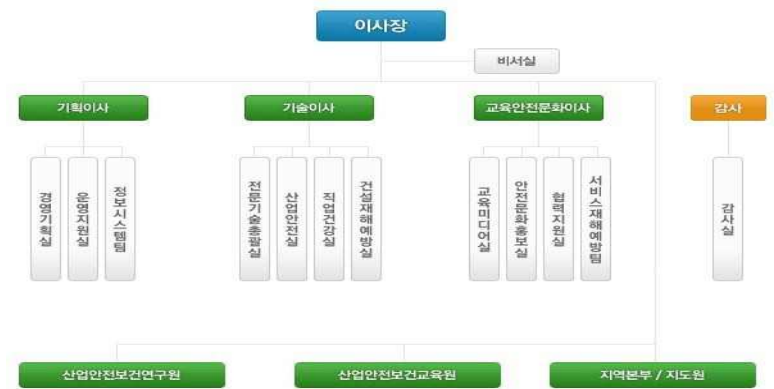 이사장
비서실
기획이사
기술이사
교육안전문화이사
감사
경영기획실
운영지원실
정보시스템팀
전문기술총괄실
산업안전실
직업건강실
건설재해예방실
교육미디어실
안전문화홍보실
협력지원실
서비스재해예방팀
감사실
산업안전보건연구원
산업안전보건교육원
지역본부 / 지도원